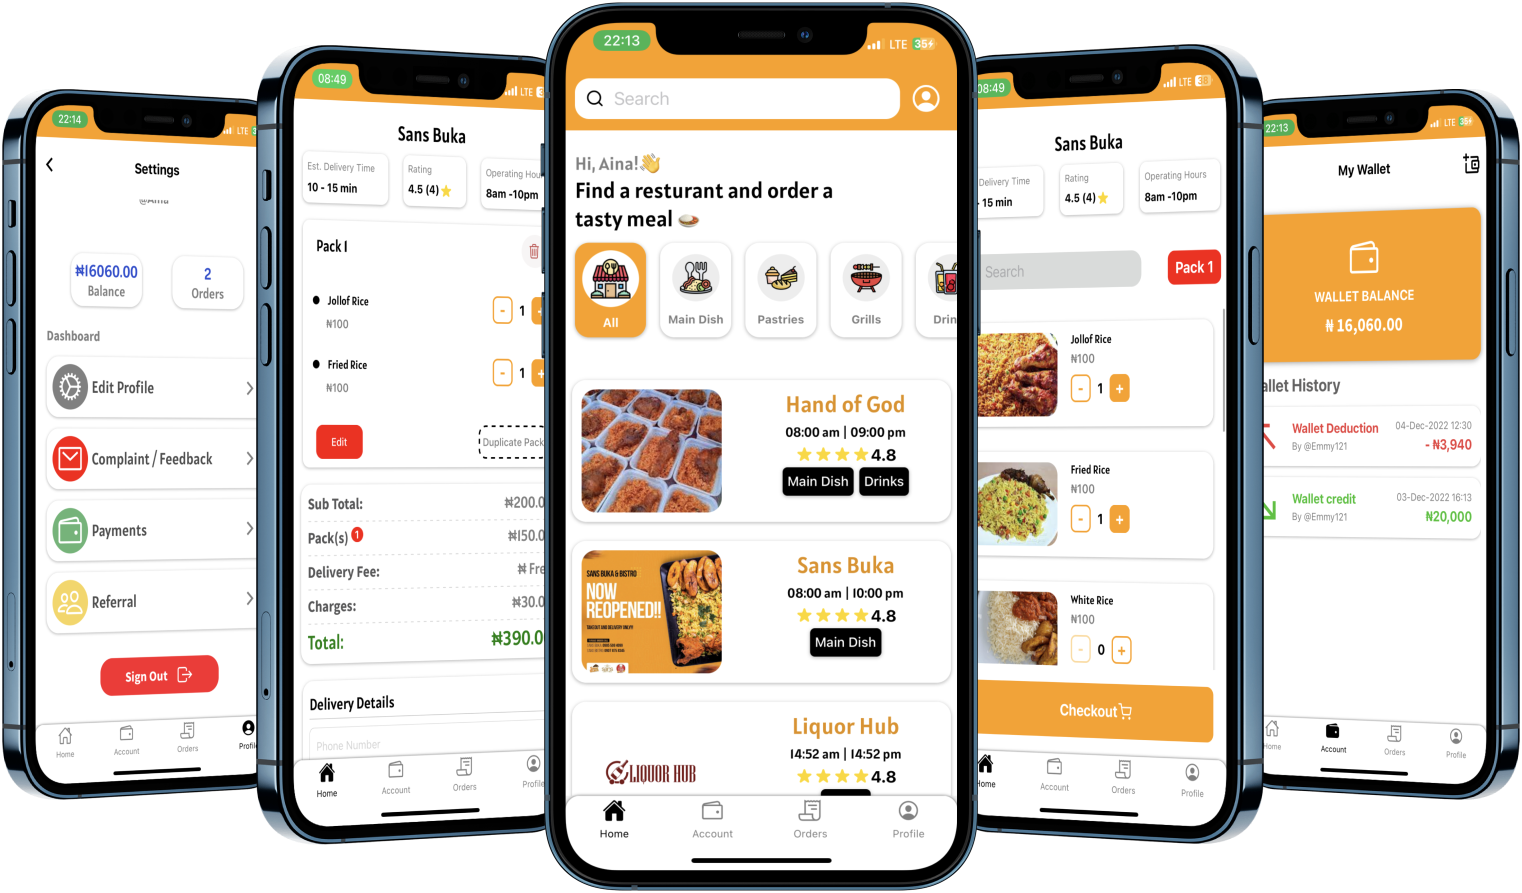 22:14
LTE
Settings
@Aina
₦16060.00
Balance
2
Orders
Dashboard
Edit Profile
Complaint / Feedback
Payments
Referral
Sign Out
Home
Account
Orders
08:49
LTE
Sans Buka
Est. Delivery Time
10 - 15 min
Rating
4.5 (4)
Operating Hou
8am -10pm
Pack 1
Jollof Rice
₦100
- 1 +
Fried Rice
₦100
- 1 +
Edit
Duplicate Pack
Sub Total:
₦200.0
Pack(s) 1
₦150.0
Delivery Fee:
₦ Fre
Charges:
₦30.0
Total:
₦390.0
Delivery Details
Phone Number
Home
Account
Orders
Profile
22:13
LTE 35
Search
Hi, Aina!
Find a resturant and order a
tasty meal
All
Main Dish
Pastries
Grills
Drin
Hand of God
08:00 am | 09:00 pm
4.8
Main Dish
Drinks
SANS BUKA & BISTRO
NOW
REOPENED!!
Sans Buka
08:00 am | 10:00 pm
4.8
Main Dish
LIQUOR HUB
Liquor Hub
14:52 am | 14:52 pm
4.8
Home
Account
Orders
Profile
08:49
LTE
Sans Buka
Delivery Time
15 min
Rating
4.5 (4)
Operating Hours
8am -10pm
Search
Pack 1
Jollof Rice
₦100
- 1 +
Fried Rice
₦100
- 1 +
White Rice
₦100
- 0 +
Checkout
ome
Account
Orders
Profile
22:13
LTE
My Wallet
WALLET BALANCE
₦ 16,060.00
allet History
Wallet Deduction
04-Dec-2022 12:30
By @Emmy121
- ₦3,940
Wallet credit
03-Dec-2022 16:13
By @Emmy121
₦20,000
Home
Account
Orders
Profile